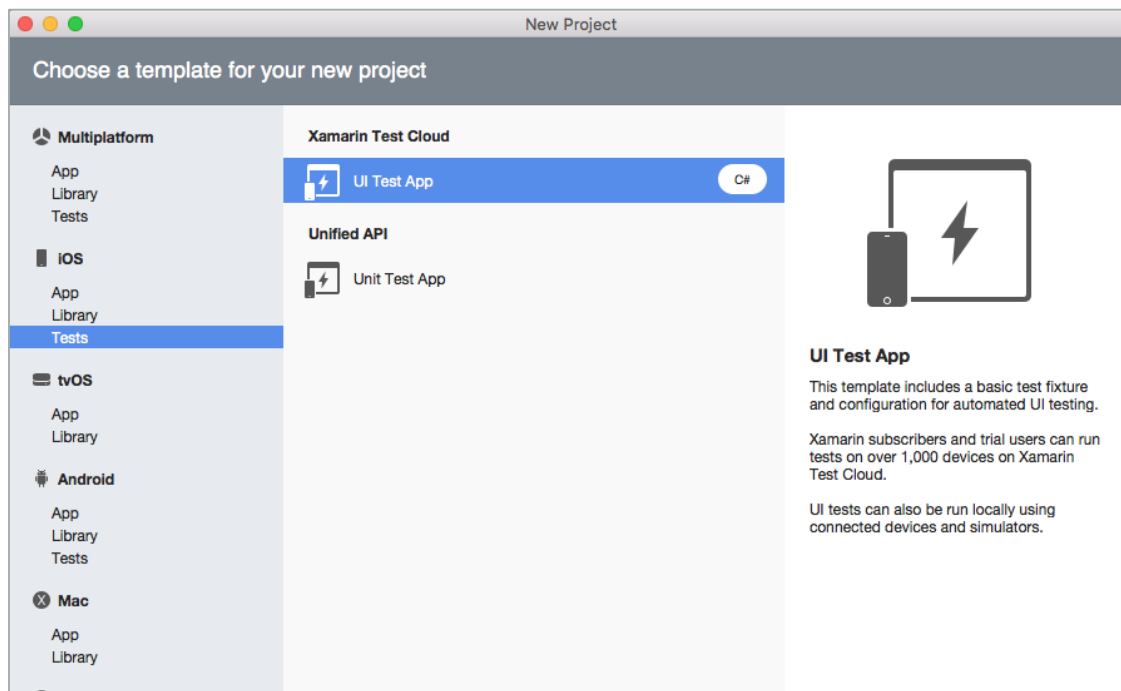 New Project
Choose a template for your new project
Multiplatform
App
Library
Tests
iOS
App
Library
Tests
tvOS
App
Library
Android
App
Library
Tests
Mac
App
Library
Xamarin Test Cloud
UI Test App
C#
Unified API
Unit Test App
UI Test App
This template includes a basic test fixture
and configuration for automated UI testing.
Xamarin subscribers and trial users can run
tests on over 1,000 devices on Xamarin
Test Cloud.
UI tests can also be run locally using
connected devices and simulators.